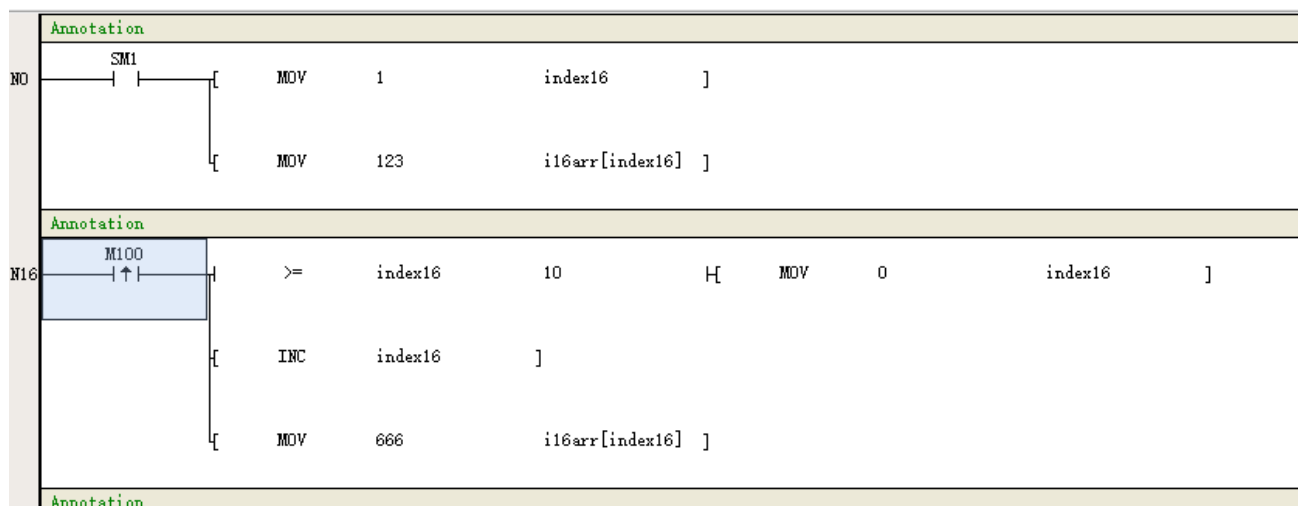 Annotation
SM1
N0 [ MOV 1 index16 ]
[ MOV 123 i16arr[index16] ]
Annotation
M100
N16 >= index16 10 [ MOV 0 index16 ]
[ INC index16 ]
[ MOV 666 i16arr[index16] ]
Annotation